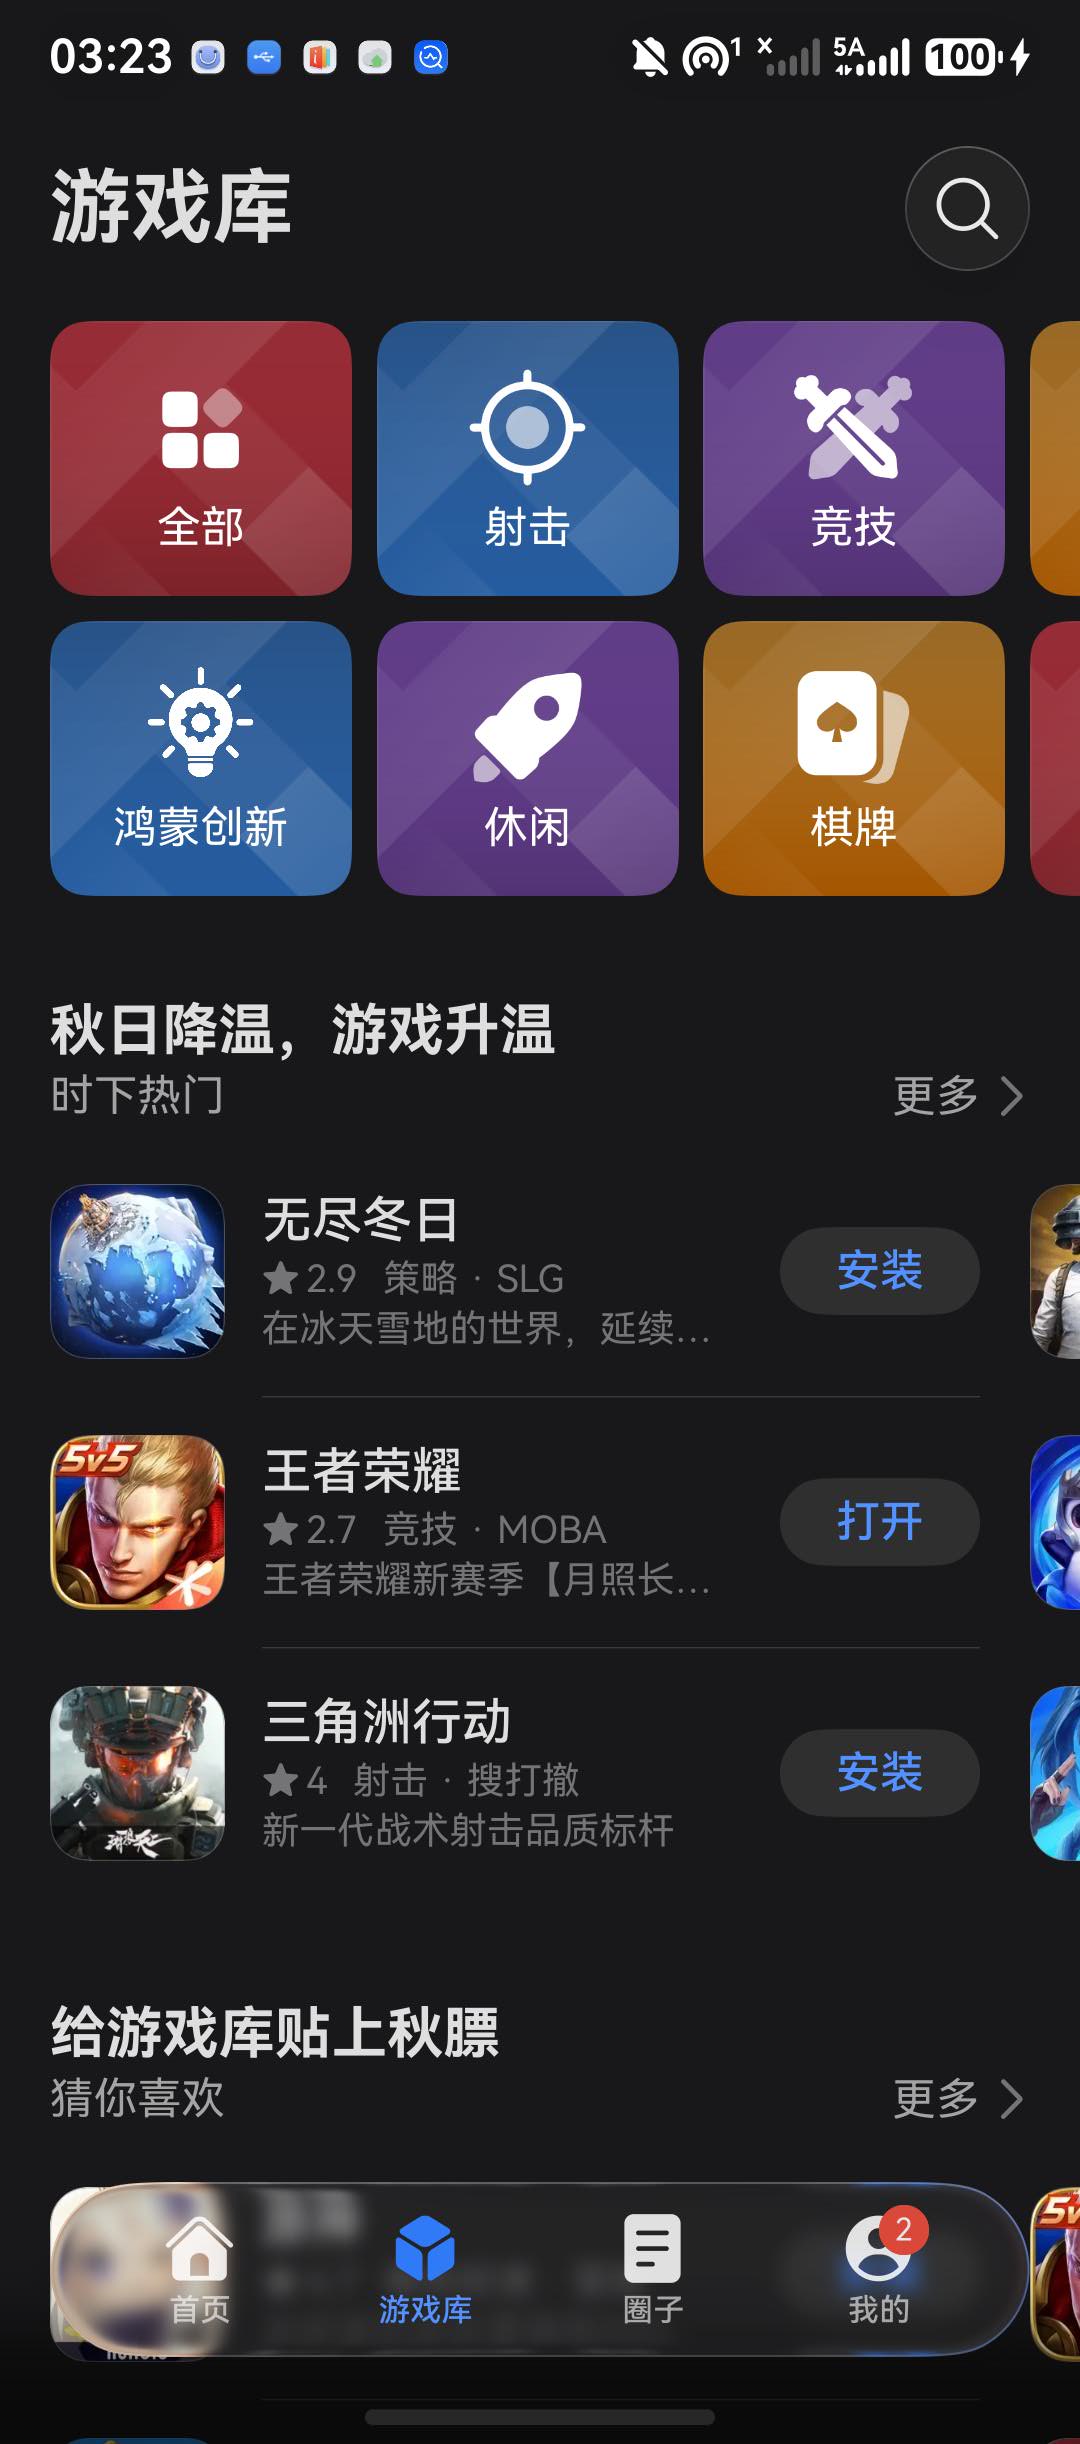 03:23
1
5A
100
游戏库
全部
射击
竞技
鸿蒙创新
休闲
棋牌
秋日降温，游戏升温
时下热门
更多
无尽冬日
2.9 策略 · SLG
在冰天雪地的世界，延续...
安装
5v5
王者荣耀
2.7 竞技 · MOBA
王者荣耀新赛季【月照长...
打开
三角洲行动
4 射击 · 搜打撤
新一代战术射击品质标杆
安装
给游戏库贴上秋膘
猜你喜欢
更多
5v
首页
游戏库
圈子
我的
2